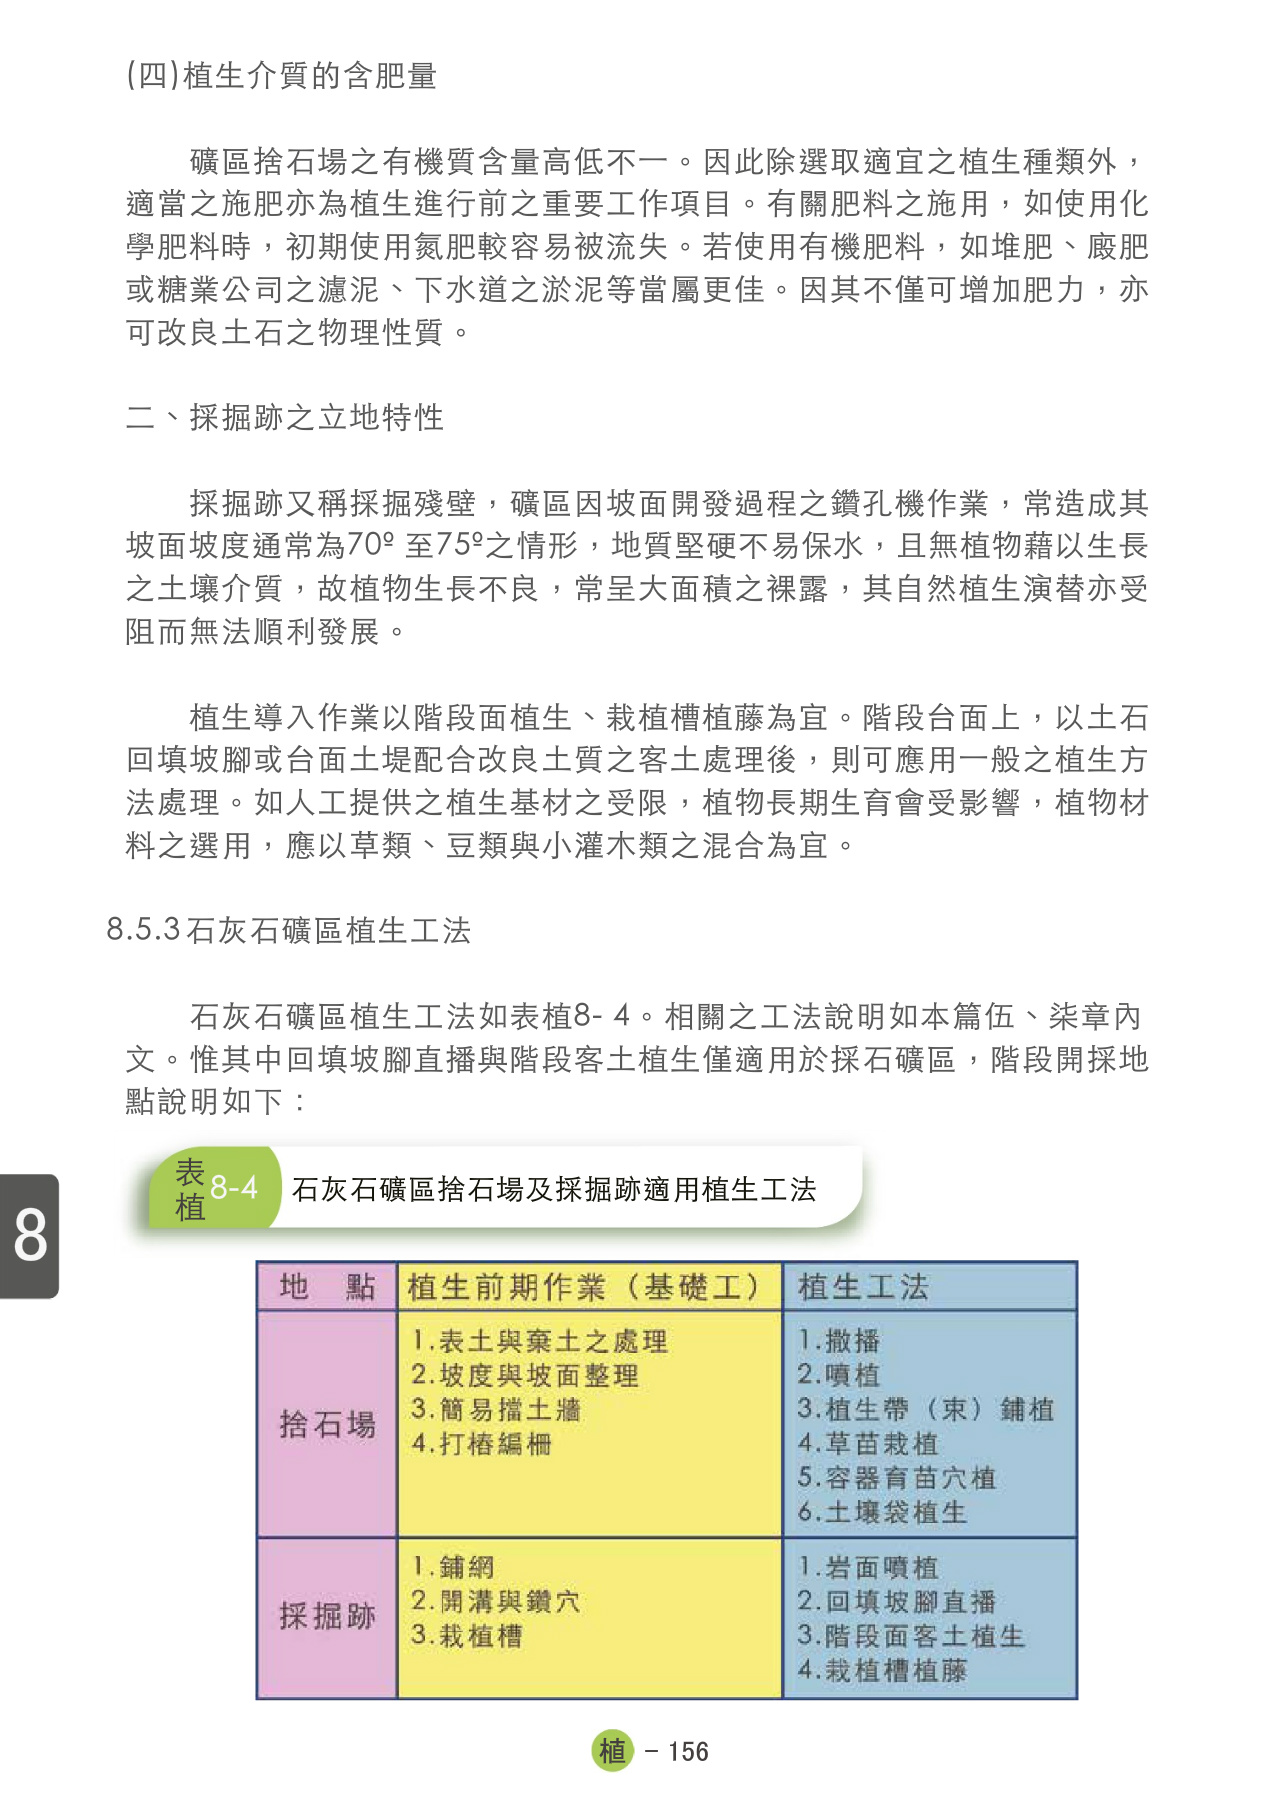 (四)植生介質的含肥量
礦區捨石場之有機質含量高低不一。因此除選取適宜之植生種類外，
適當之施肥亦為植生進行前之重要工作項目。有關肥料之施用，如使用化
學肥料時，初期使用氮肥較容易被流失。若使用有機肥料，如堆肥、廄肥
或糖業公司之濾泥、下水道之淤泥等當屬更佳。因其不僅可增加肥力，亦
可改良土石之物理性質。
二、採掘跡之立地特性
採掘跡又稱採掘殘壁，礦區因坡面開發過程之鑽孔機作業，常造成其
坡面坡度通常為70º 至75º之情形，地質堅硬不易保水，且無植物藉以生長
之土壤介質，故植物生長不良，常呈大面積之裸露，其自然植生演替亦受
阻而無法順利發展。
植生導入作業以階段面植生、栽植槽植藤為宜。階段台面上，以土石
回填坡腳或台面土堤配合改良土質之客土處理後，則可應用一般之植生方
法處理。如人工提供之植生基材之受限，植物長期生育會受影響，植物材
料之選用，應以草類、豆類與小灌木類之混合為宜。
8.5.3石灰石礦區植生工法
石灰石礦區植生工法如表植8- 4。相關之工法說明如本篇伍、柒章內
文。惟其中回填坡腳直播與階段客土植生僅適用於採石礦區，階段開採地
點說明如下：
表植 8-4 石灰石礦區捨石場及採掘跡適用植生工法
8
地　點 植生前期作業（基礎工） 植生工法
捨石場
1.表土與棄土之處理
2.坡度與坡面整理
3.簡易擋土牆
4.打樁編柵
1.撒播
2.噴植
3.植生帶（束）鋪植
4.草苗栽植
5.容器育苗穴植
6.土壤袋植生
採掘跡
1.鋪網
2.開溝與鑽穴
3.栽植槽
1.岩面噴植
2.回填坡腳直播
3.階段面客土植生
4.栽植槽植藤
植 – 156